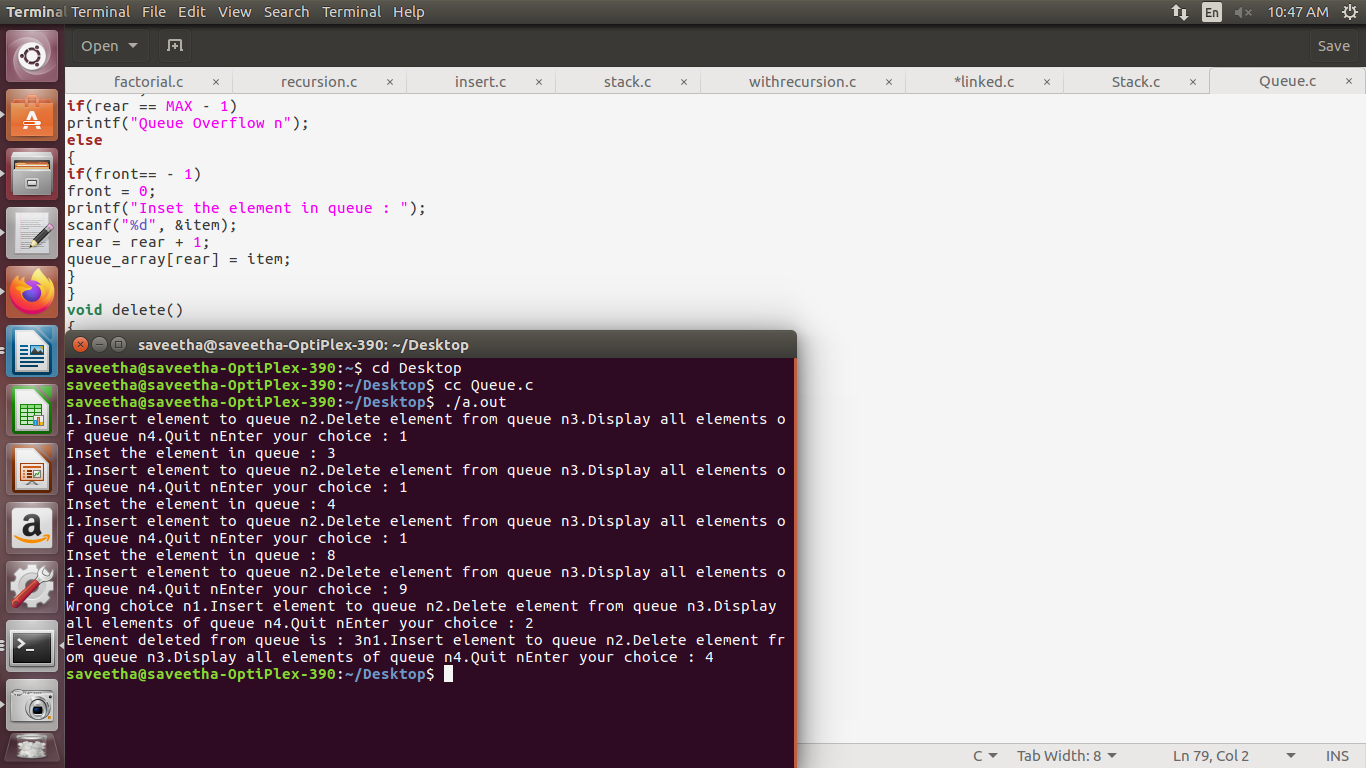 Terminal Terminal File Edit View Search Terminal Help En 10:47 AM
Open Save
factorial.c × recursion.c × insert.c × stack.c × withrecursion.c × *linked.c × Stack.c × Queue.c ×
if(rear == MAX - 1)
printf("Queue Overflow n");
else
{
if(front== - 1)
front = 0;
printf("Inset the element in queue : ");
scanf("%d", &item);
rear = rear + 1;
queue_array[rear] = item;
}
}
void delete()
{
saveetha@saveetha-OptiPlex-390: ~/Desktop
saveetha@saveetha-OptiPlex-390:~$ cd Desktop
saveetha@saveetha-OptiPlex-390:~/Desktop$ cc Queue.c
saveetha@saveetha-OptiPlex-390:~/Desktop$ ./a.out
1.Insert element to queue n2.Delete element from queue n3.Display all elements o
f queue n4.Quit nEnter your choice : 1
Inset the element in queue : 3
1.Insert element to queue n2.Delete element from queue n3.Display all elements o
f queue n4.Quit nEnter your choice : 1
Inset the element in queue : 4
1.Insert element to queue n2.Delete element from queue n3.Display all elements o
f queue n4.Quit nEnter your choice : 1
Inset the element in queue : 8
1.Insert element to queue n2.Delete element from queue n3.Display all elements o
f queue n4.Quit nEnter your choice : 9
Wrong choice n1.Insert element to queue n2.Delete element from queue n3.Display
all elements of queue n4.Quit nEnter your choice : 2
Element deleted from queue is : 3n1.Insert element to queue n2.Delete element fr
om queue n3.Display all elements of queue n4.Quit nEnter your choice : 4
saveetha@saveetha-OptiPlex-390:~/Desktop$
C Tab Width: 8 Ln 79, Col 2 INS